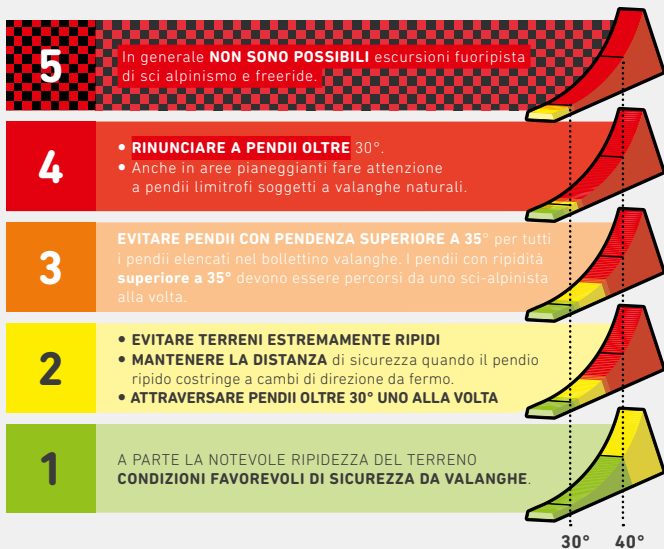 5
In generale NON SONO POSSIBILI escursioni fuoripista
di sci alpinismo e freeride.
4
• RINUNCIARE A PENDII OLTRE 30°.
• Anche in aree pianeggianti fare attenzione
a pendii limitrofi soggetti a valanghe naturali.
3
EVITARE PENDII CON PENDENZA SUPERIORE A 35° per tutti
i pendii elencati nel bollettino valanghe. I pendii con ripidità
superiore a 35° devono essere percorsi da uno sci-alpinista
alla volta.
2
• EVITARE TERRENI ESTREMAMENTE RIPIDI
• MANTENERE LA DISTANZA di sicurezza quando il pendio
ripido costringe a cambi di direzione da fermo.
• ATTRAVERSARE PENDII OLTRE 30° UNO ALLA VOLTA
1
A PARTE LA NOTEVOLE RIPIDEZZA DEL TERRENO
CONDIZIONI FAVOREVOLI DI SICUREZZA DA VALANGHE.
30° 40°